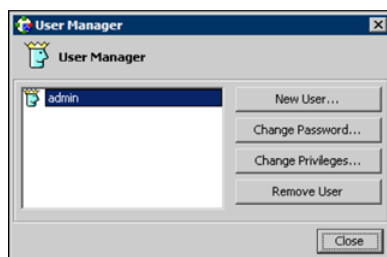 User Manager
User Manager
admin
New User...
Change Password...
Change Privileges...
Remove User
Close